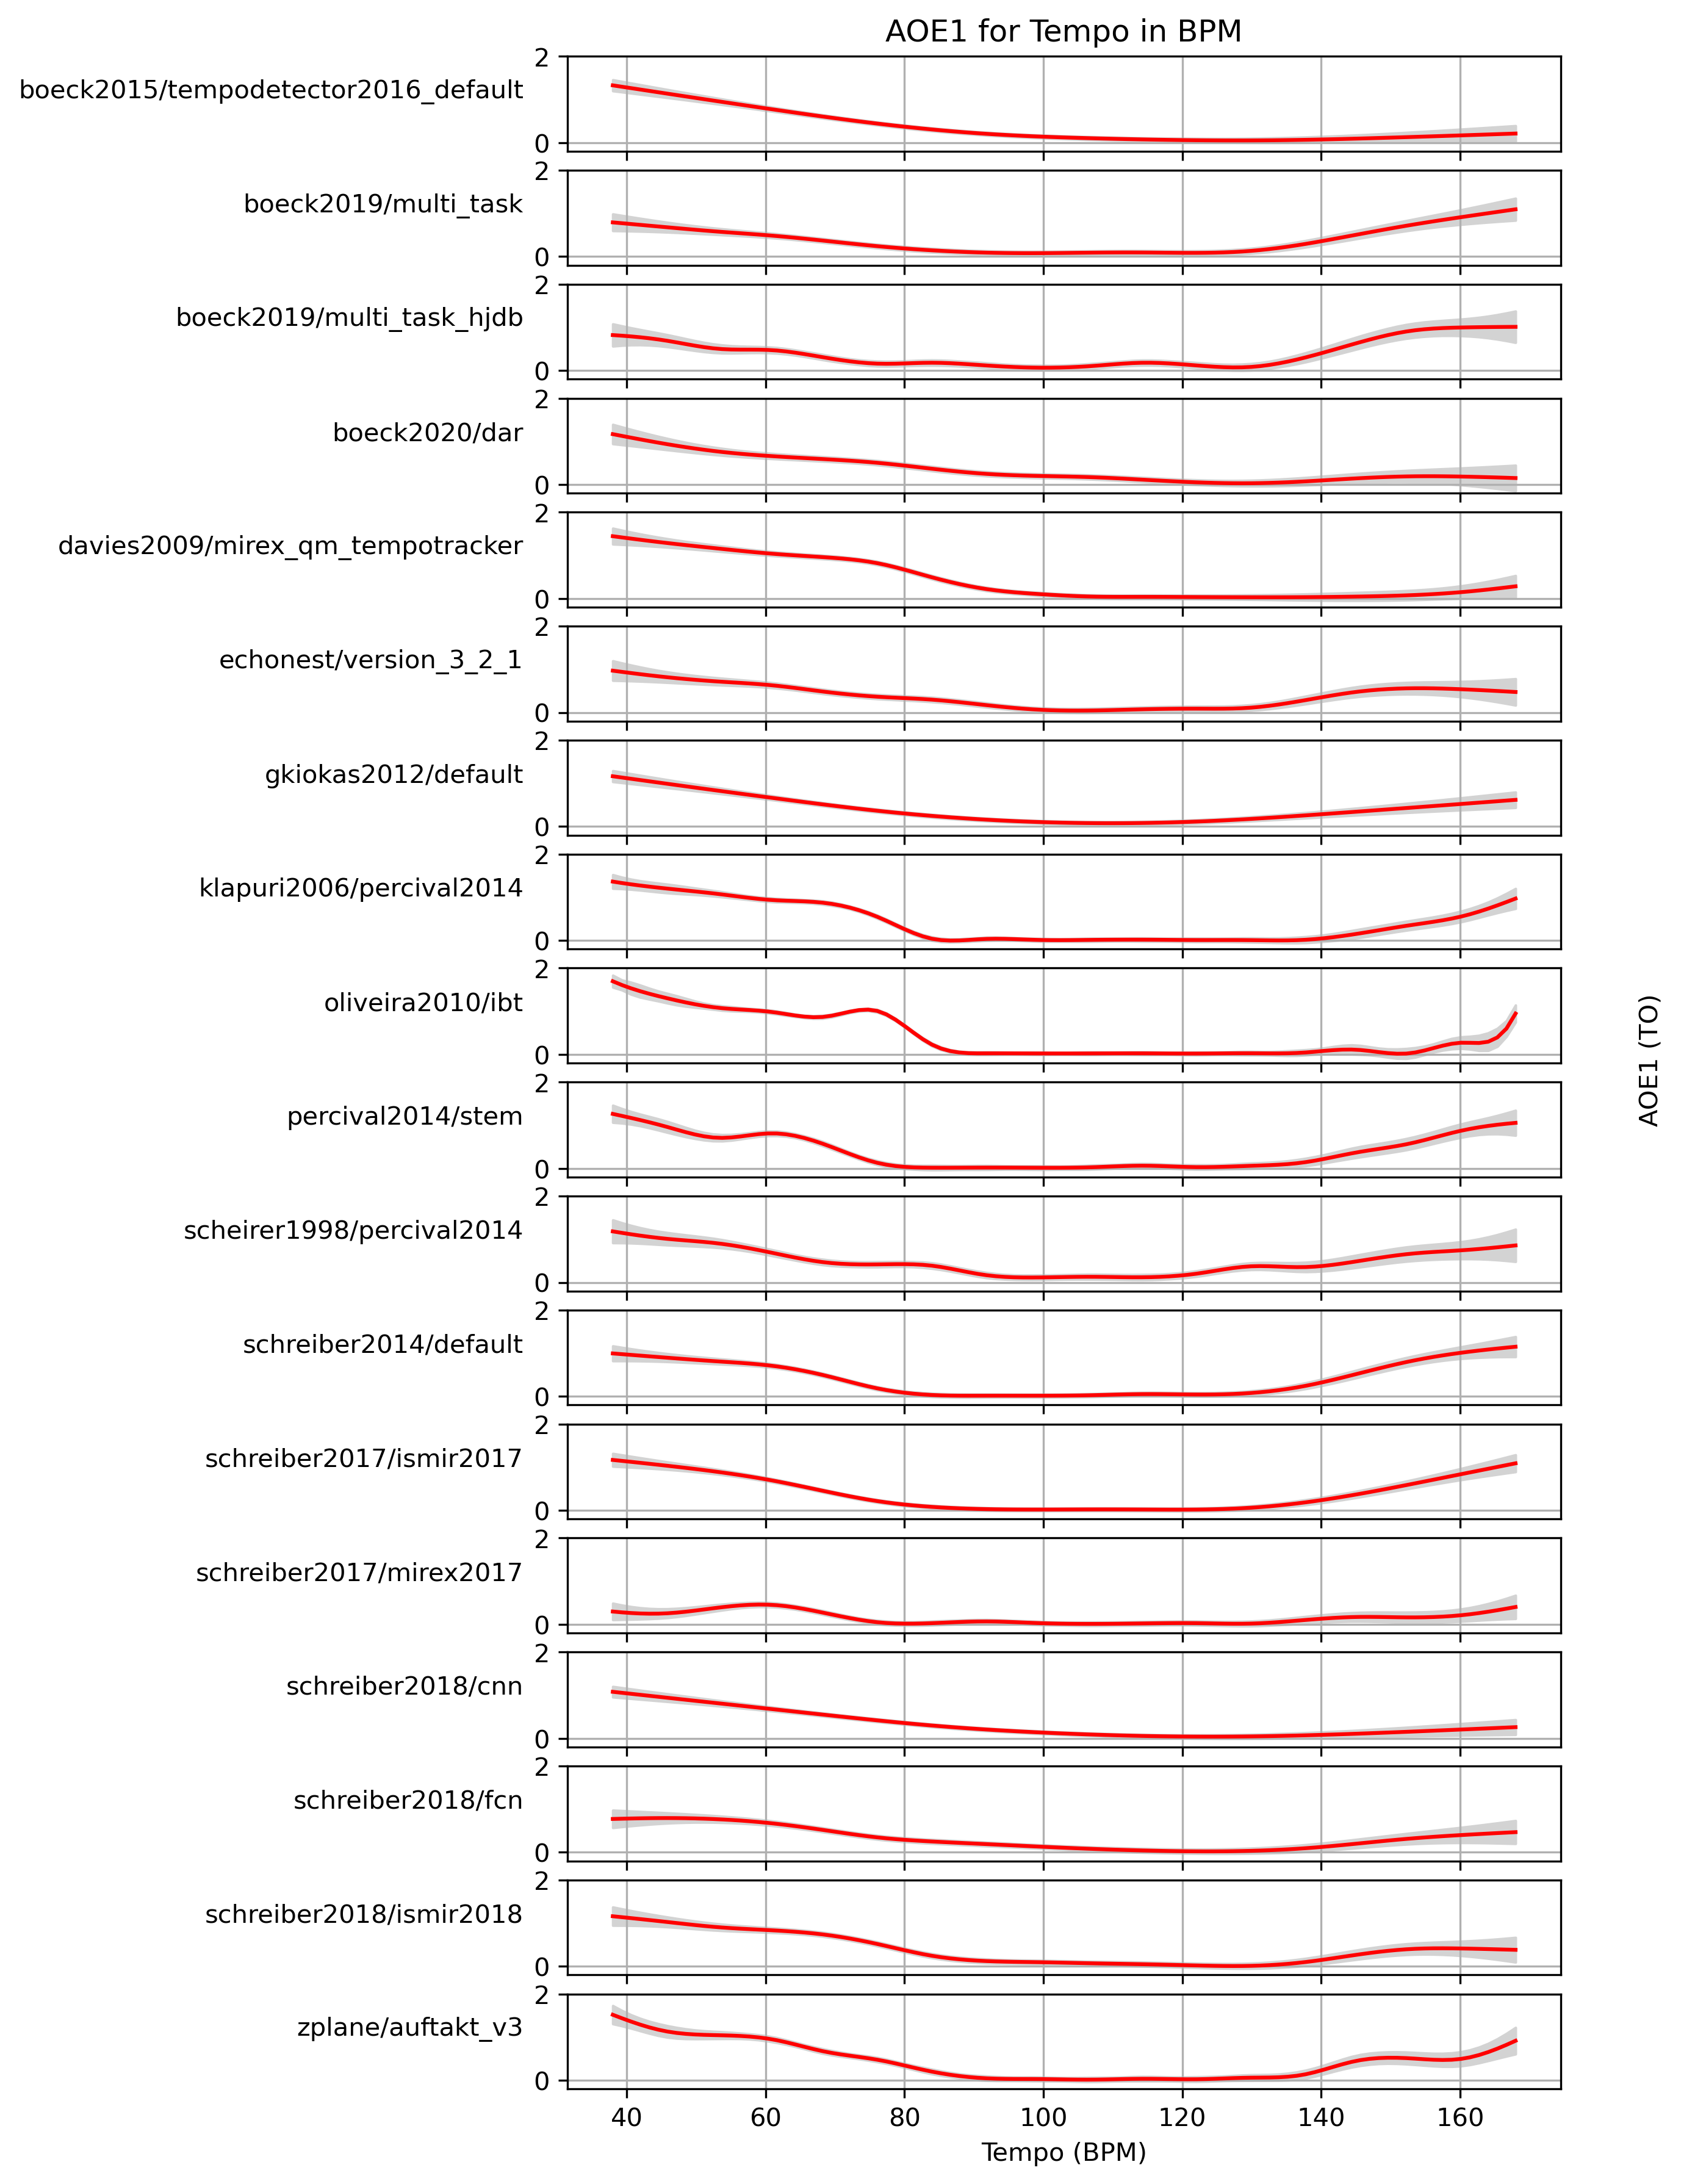 AOE1 for Tempo in BPM
boeck2015/tempodetector2016_default
2
0
boeck2019/multi_task
2
0
boeck2019/multi_task_hjdb
2
0
boeck2020/dar
2
0
davies2009/mirex_qm_tempotracker
2
0
echonest/version_3_2_1
2
0
gkiokas2012/default
2
0
klapuri2006/percival2014
2
0
oliveira2010/ibt
2
0
percival2014/stem
2
0
scheirer1998/percival2014
2
0
schreiber2014/default
2
0
schreiber2017/ismir2017
2
0
schreiber2017/mirex2017
2
0
schreiber2018/cnn
2
0
schreiber2018/fcn
2
0
schreiber2018/ismir2018
2
0
zplane/auftakt_v3
2
0
40 60 80 100 120 140 160
Tempo (BPM)
AOE1 (TO)